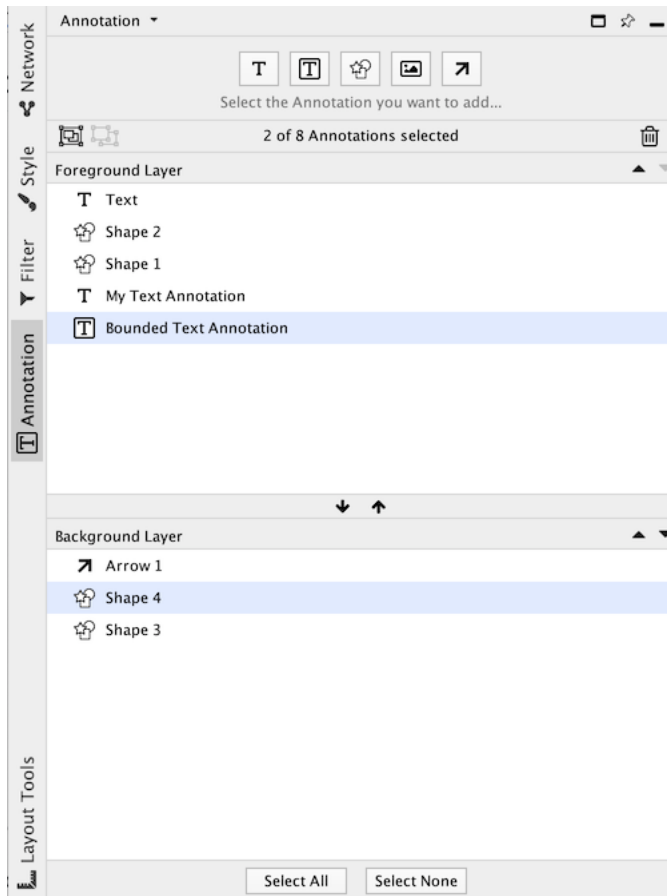 Annotation
Select the Annotation you want to add...
2 of 8 Annotations selected
Foreground Layer
Text
Shape 2
Shape 1
My Text Annotation
Bounded Text Annotation
Background Layer
Arrow 1
Shape 4
Shape 3
Select All Select None
Network
Style
Filter
Annotation
Layout Tools